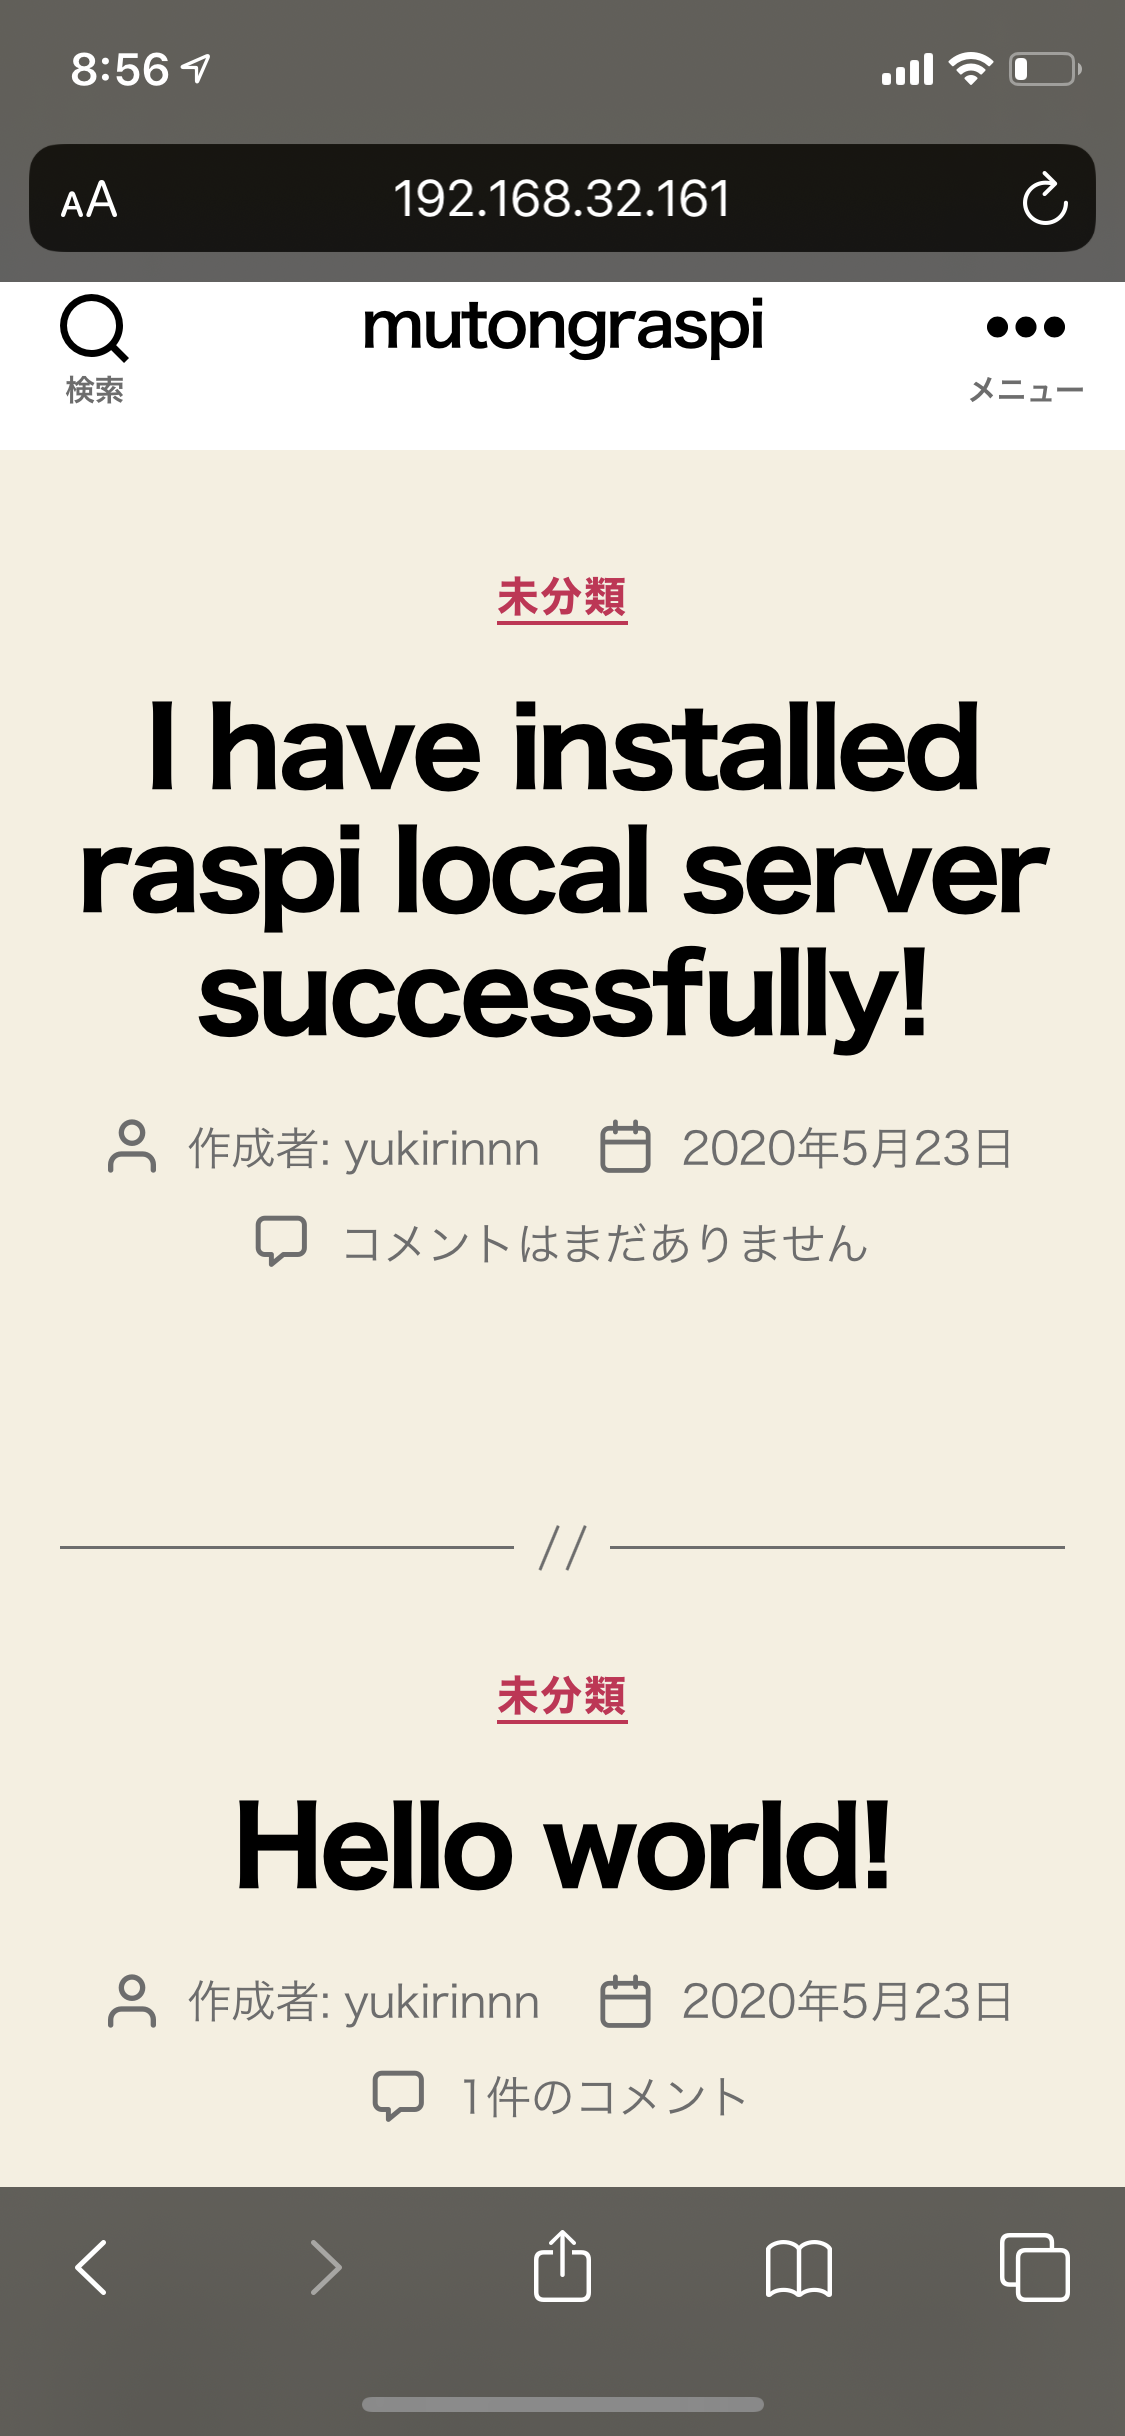 8:56
AA
192.168.32.161
mutongraspi
検索
メニュー
未分類
I have installed
raspi local server
successfully!
作成者: yukirinnn
2020年5月23日
コメントはまだありません
未分類
Hello world!
作成者: yukirinnn
2020年5月23日
1件のコメント